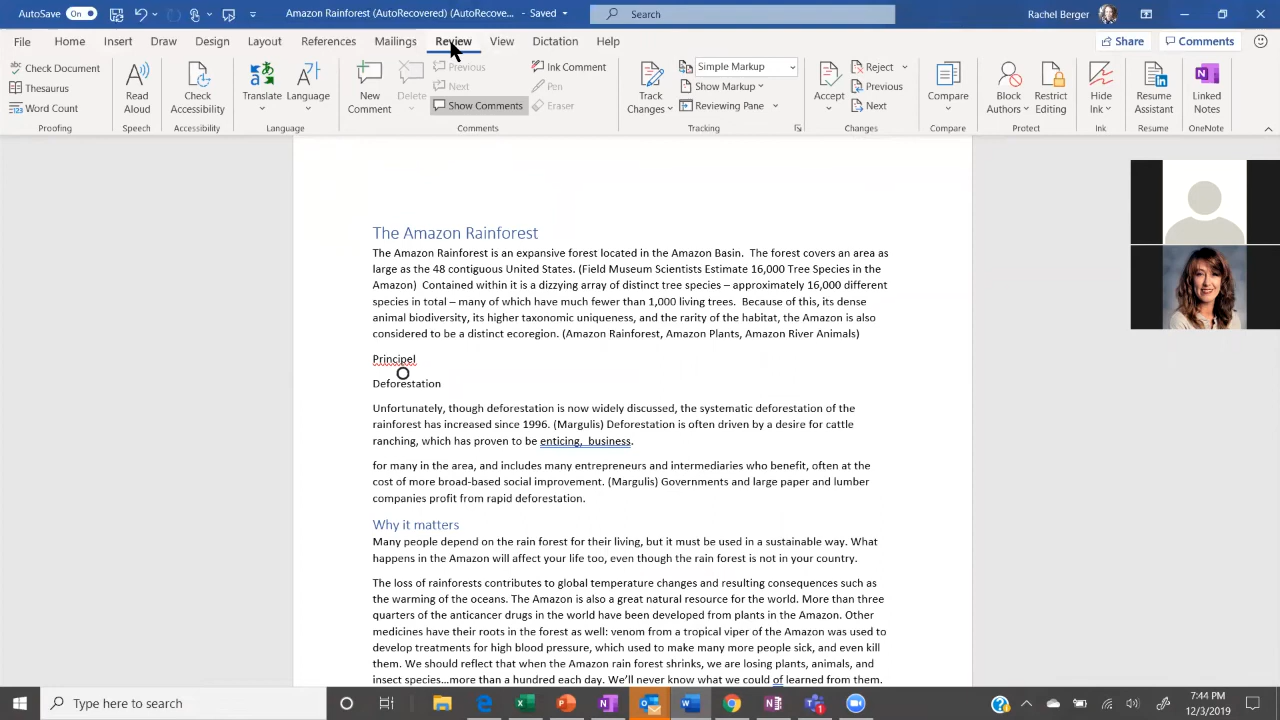 AutoSave On Amazon Rainforest (AutoRecovered) (AutoRecove... - Saved Search Rachel Berger
File Home Insert Draw Design Layout References Mailings Review View Dictation Help Share Comments
Check Document
Thesaurus
Word Count
Proofing
Read Aloud
Speech
Check Accessibility
Accessibility
Translate
Language
Language
New Comment
Delete
Previous
Next
Show Comments
Ink Comment
Pen
Eraser
Comments
Track Changes
Simple Markup
Show Markup
Reviewing Pane
Tracking
Accept
Reject
Previous
Next
Changes
Compare
Compare
Block Authors
Restrict Editing
Protect
Hide Ink
Ink
Resume Assistant
Resume
Linked Notes
OneNote
The Amazon Rainforest
The Amazon Rainforest is an expansive forest located in the Amazon Basin. The forest covers an area as
large as the 48 contiguous United States. (Field Museum Scientists Estimate 16,000 Tree Species in the
Amazon) Contained within it is a dizzying array of distinct tree species – approximately 16,000 different
species in total – many of which have much fewer than 1,000 living trees. Because of this, its dense
animal biodiversity, its higher taxonomic uniqueness, and the rarity of the habitat, the Amazon is also
considered to be a distinct ecoregion. (Amazon Rainforest, Amazon Plants, Amazon River Animals)
Principel
Deforestation
Unfortunately, though deforestation is now widely discussed, the systematic deforestation of the
rainforest has increased since 1996. (Margulis) Deforestation is often driven by a desire for cattle
ranching, which has proven to be enticing, business.
for many in the area, and includes many entrepreneurs and intermediaries who benefit, often at the
cost of more broad-based social improvement. (Margulis) Governments and large paper and lumber
companies profit from rapid deforestation.
Why it matters
Many people depend on the rain forest for their living, but it must be used in a sustainable way. What
happens in the Amazon will affect your life too, even though the rain forest is not in your country.
The loss of rainforests contributes to global temperature changes and resulting consequences such as
the warming of the oceans. The Amazon is also a great natural resource for the world. More than three
quarters of the anticancer drugs in the world have been developed from plants in the Amazon. Other
medicines have their roots in the forest as well: venom from a tropical viper of the Amazon was used to
develop treatments for high blood pressure, which used to make many more people sick, and even kill
them. We should reflect that when the Amazon rain forest shrinks, we are losing plants, animals, and
insect species…more than a hundred each day. We'll never know what we could of learned from them.
Type here to search
7:44 PM
12/3/2019